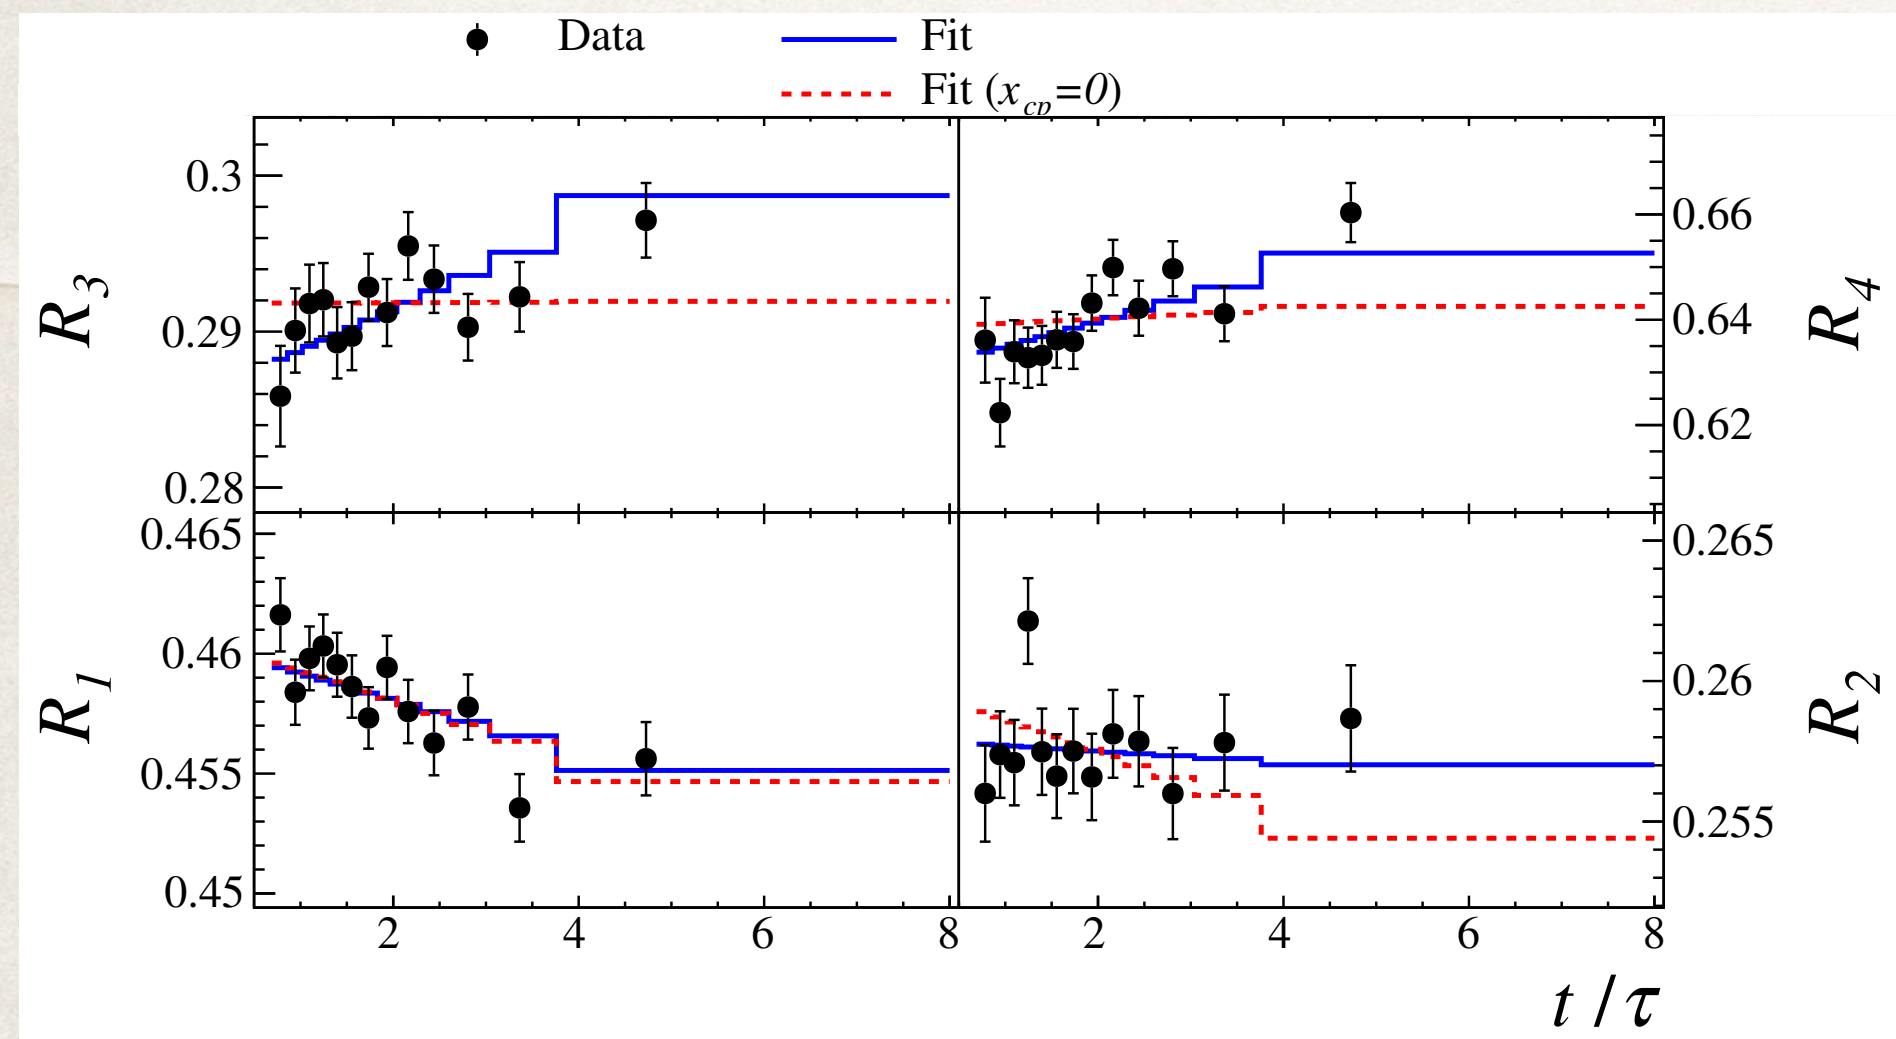 Data Fit
Fit (x_cp=0)
R_3
0.3
0.29
0.28
R_4
0.66
0.64
0.62
R_1
0.465
0.46
0.455
0.45
R_2
0.265
0.26
0.255
2 4 6 8 2 4 6 8
t / τ